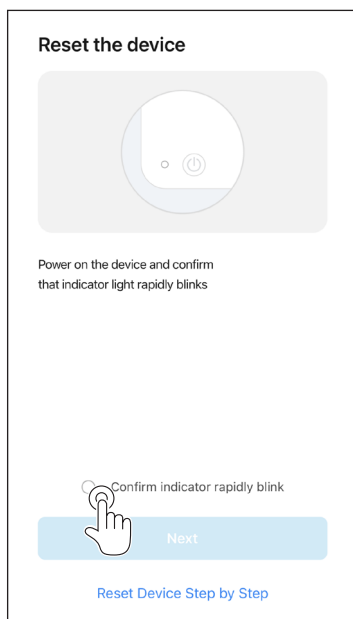 Reset the device
Power on the device and confirm
that indicator light rapidly blinks
Confirm indicator rapidly blink
Next
Reset Device Step by Step